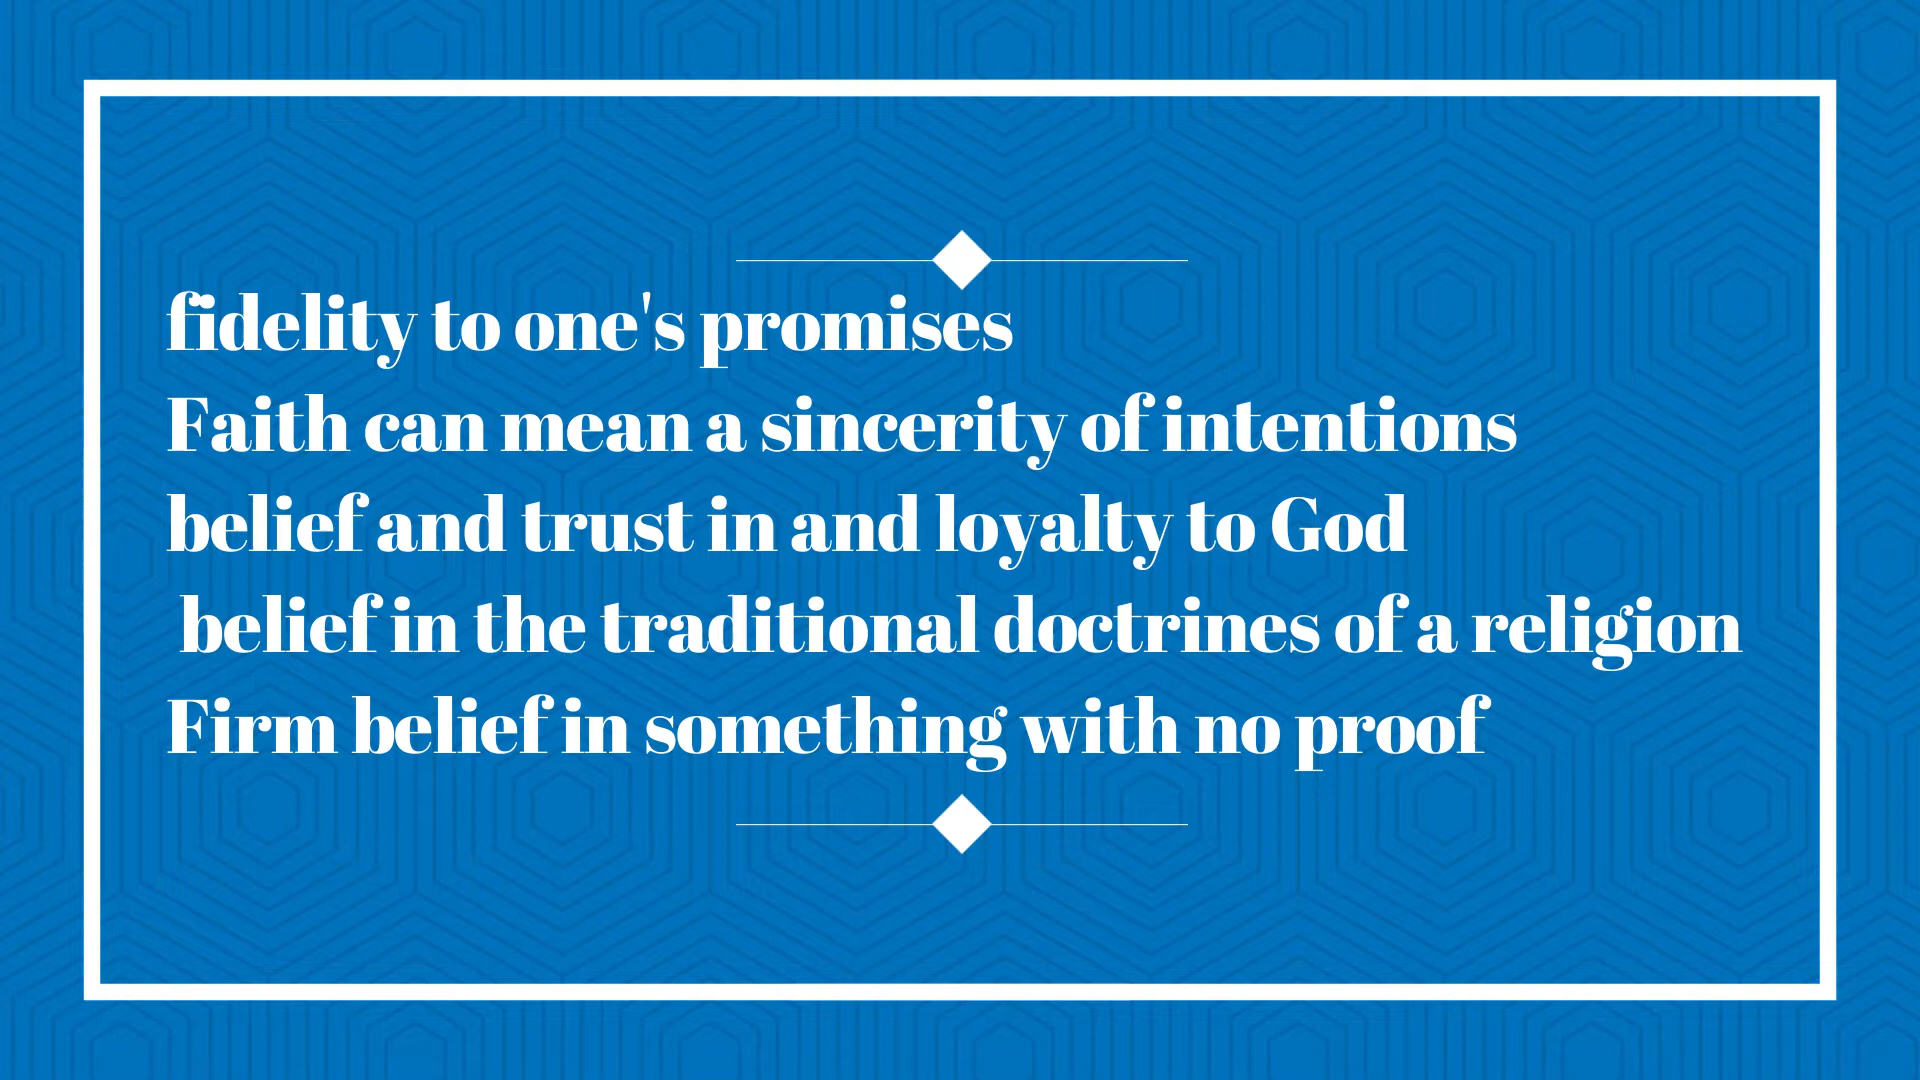 fidelity to one's promises
Faith can mean a sincerity of intentions
belief and trust in and loyalty to God
belief in the traditional doctrines of a religion
Firm belief in something with no proof